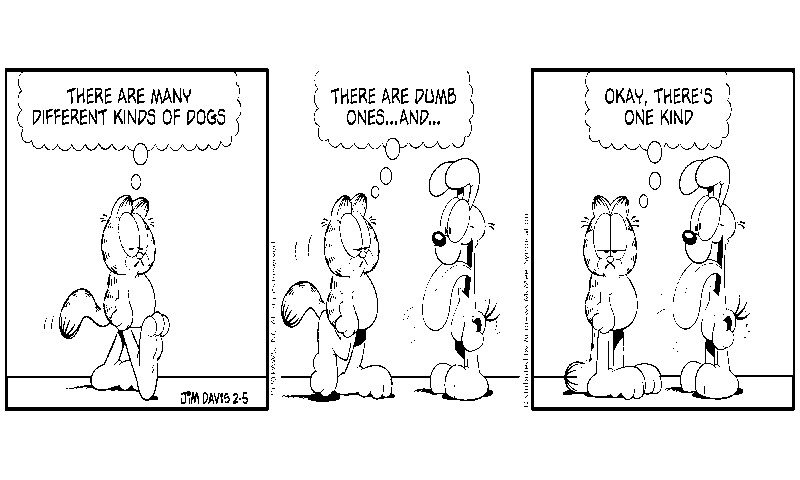 THERE ARE MANY
DIFFERENT KINDS OF DOGS
JIM DAVIS 2-5
THERE ARE DUMB
ONES...AND...
OKAY, THERE'S
ONE KIND